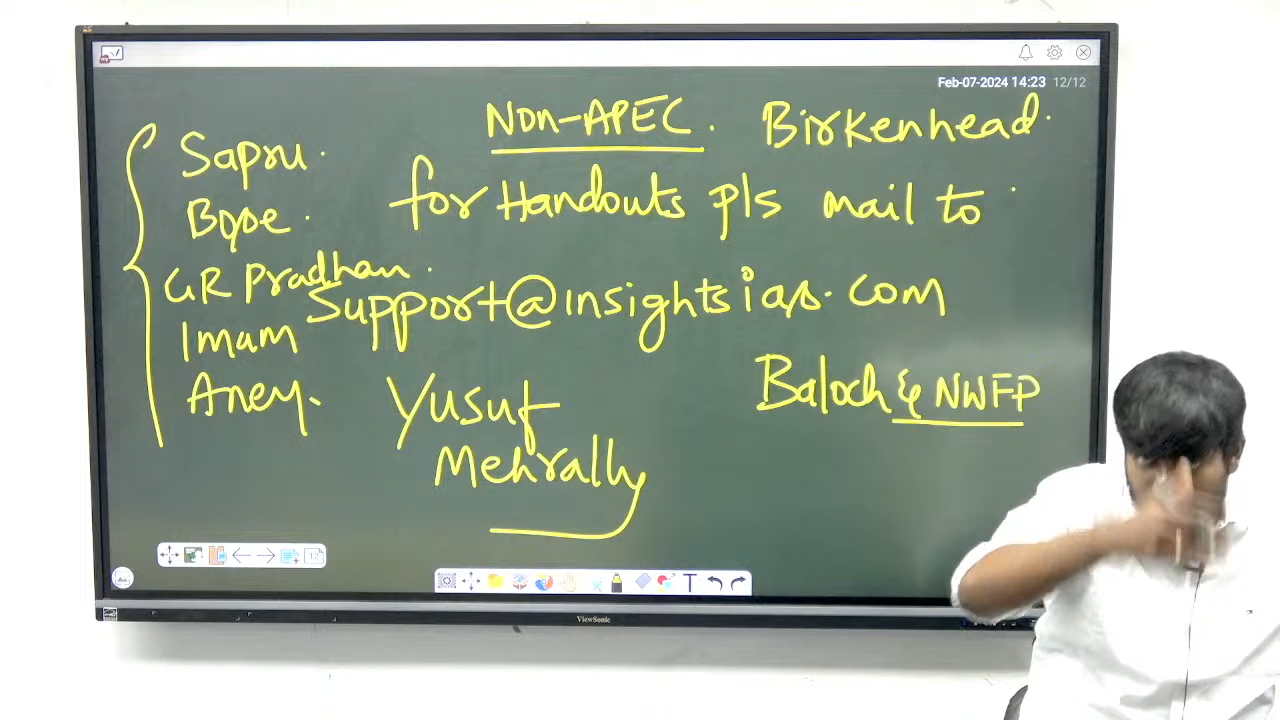 Feb-07-2024 14:23 12/12
Non-APEC. Birkenhead.
Sapru.
for Handouts pls mail to
Bose.
GR Pradhan.
Support@insightsias.com
Imam
Aney.
Yusuf
Mehrally
Baloch & NWFP
12
T
ViewSonic